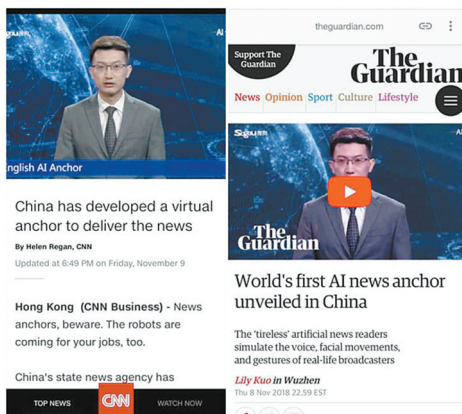 AI
nglish AI Anchor
China has developed a virtual
anchor to deliver the news
By Helen Regan, CNN
Updated at 6:49 PM on Friday, November 9
Hong Kong (CNN Business) - News
anchors, beware. The robots are
coming for your jobs, too.
China's state news agency has
TOP NEWS
CNN
WATCH NOW
theguardian.com
Support The
Guardian
The
Guardian
News Opinion Sport Culture Lifestyle
Sogou
The
Guardian
World's first AI news anchor
unveiled in China
The 'tireless' artificial news readers
simulate the voice, facial movements,
and gestures of real-life broadcasters
Lily Kuo in Wuzhen
Thu 8 Nov 2018 22.59 EST